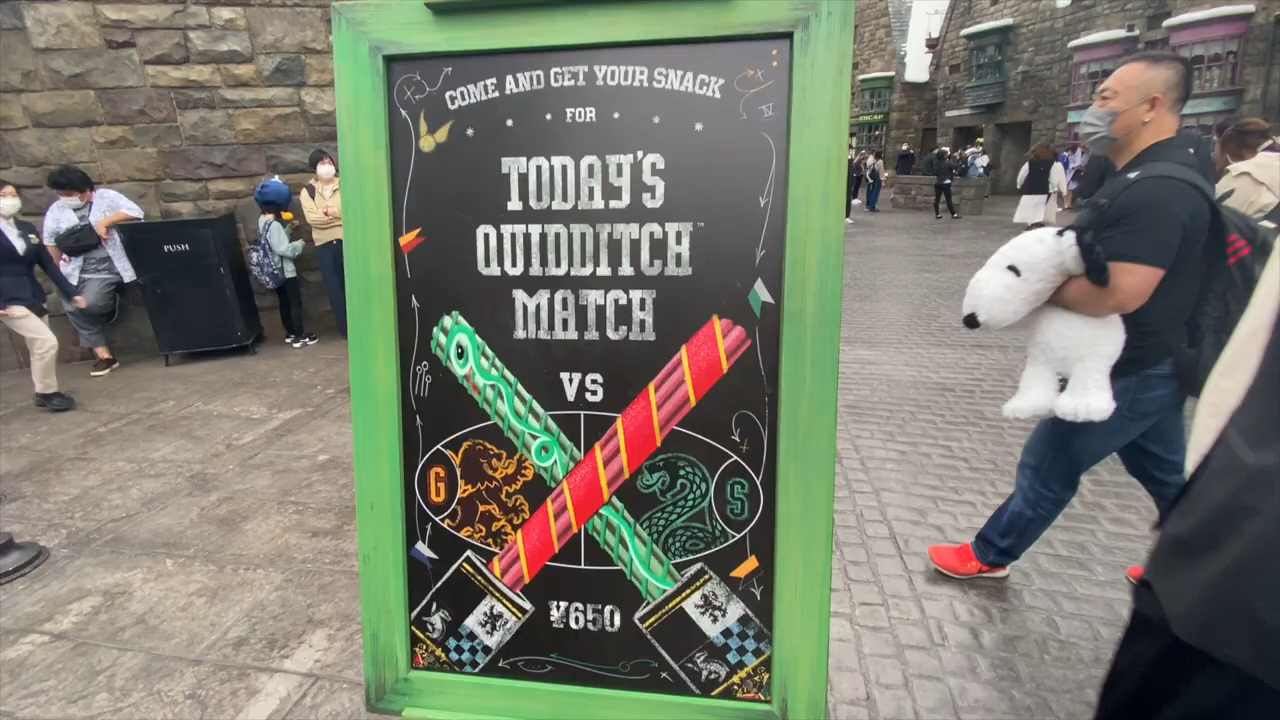 COME AND GET YOUR SNACK
FOR
TODAY'S
QUIDDITCH™
MATCH
VS
G
S
¥650
PUSH